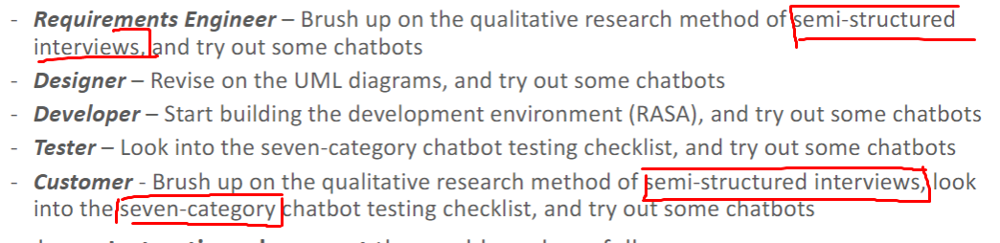 - Requirements Engineer – Brush up on the qualitative research method of semi-structured
interviews, and try out some chatbots
- Designer – Revise on the UML diagrams, and try out some chatbots
- Developer – Start building the development environment (RASA), and try out some chatbots
- Tester – Look into the seven-category chatbot testing checklist, and try out some chatbots
- Customer - Brush up on the qualitative research method of semi-structured interviews, look
into the seven-category chatbot testing checklist, and try out some chatbots